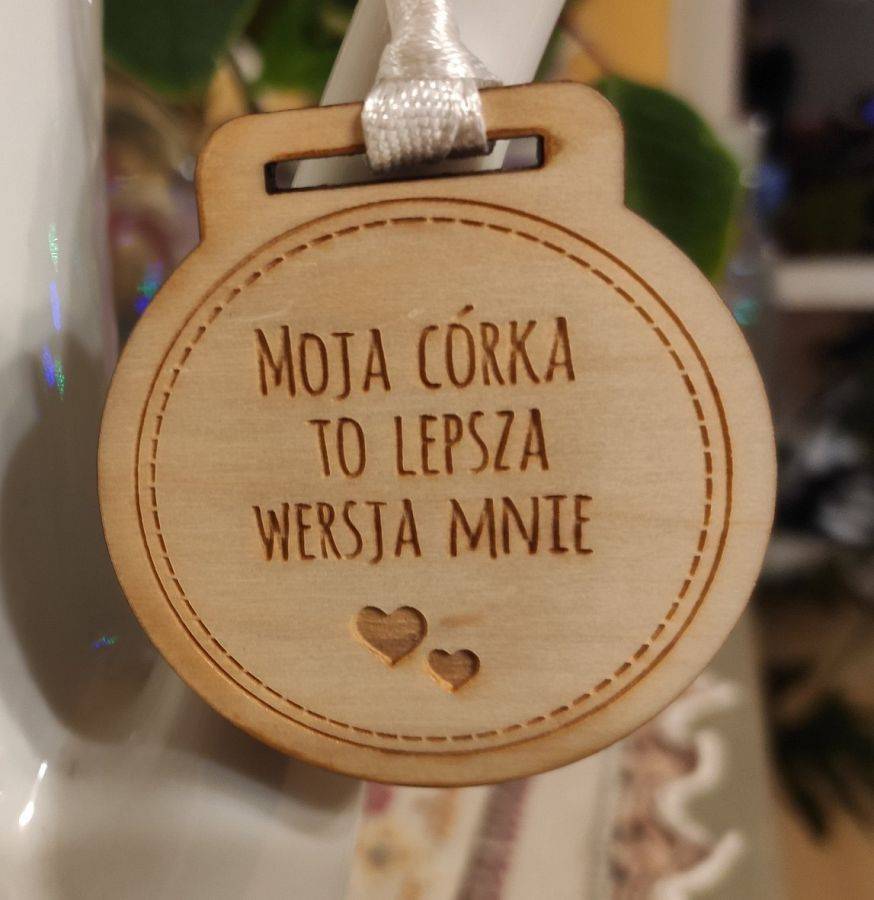 MOJA CÓRKA
TO LEPSZA
WERSJA MNIE